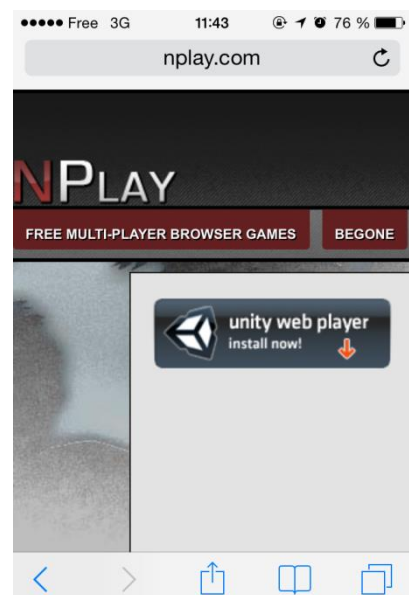 Free 3G 11:43 76 %
nplay.com
NPLAY
FREE MULTI-PLAYER BROWSER GAMES BEGONE
unity web player
install now!